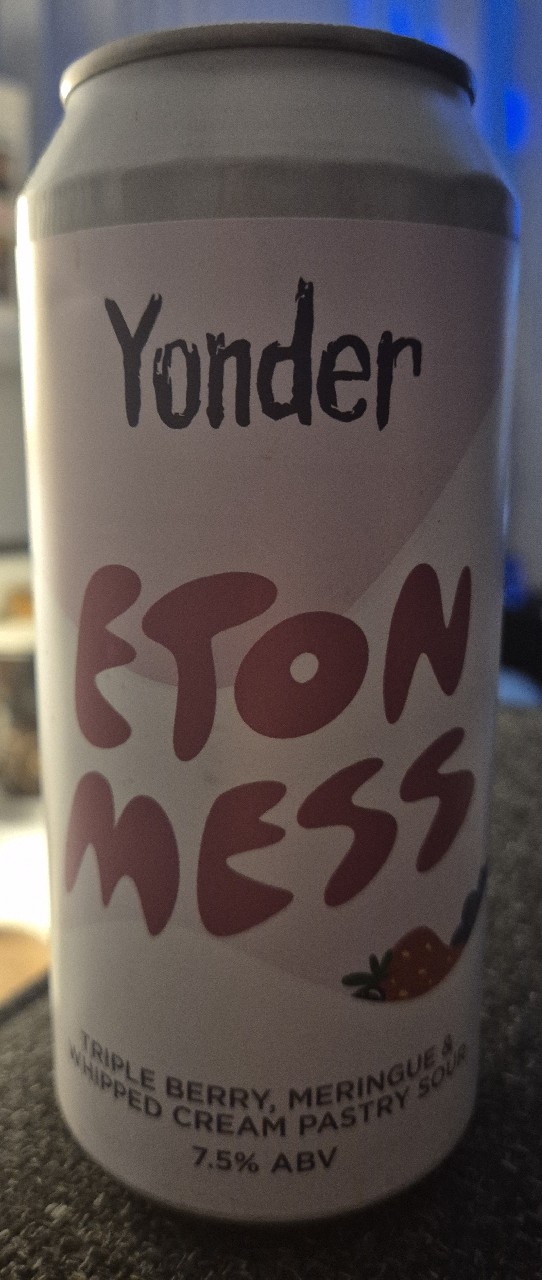 Yonder
ETON
MESS
TRIPLE BERRY, MERINGUE &
WHIPPED CREAM PASTRY SOUR
7.5% ABV